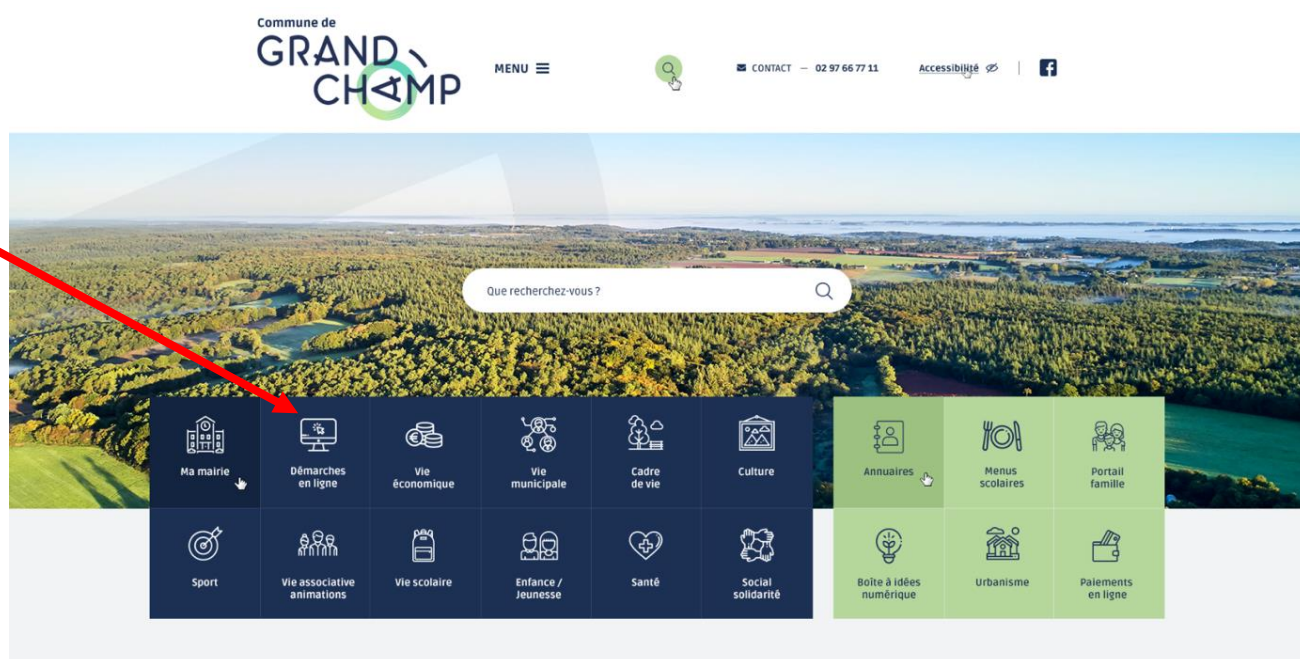 Commune de
GRAND
CHAMP
MENU
CONTACT – 02 97 66 77 11
Accessibilité
Que recherchez-vous ?
Ma mairie
Démarches
en ligne
Vie
économique
Vie
municipale
Cadre
de vie
Culture
Annuaires
Menus
scolaires
Portail
famille
Sport
Vie associative
animations
Vie scolaire
Enfance /
Jeunesse
Santé
Social
solidarité
Boîte à idées
numérique
Urbanisme
Paiements
en ligne